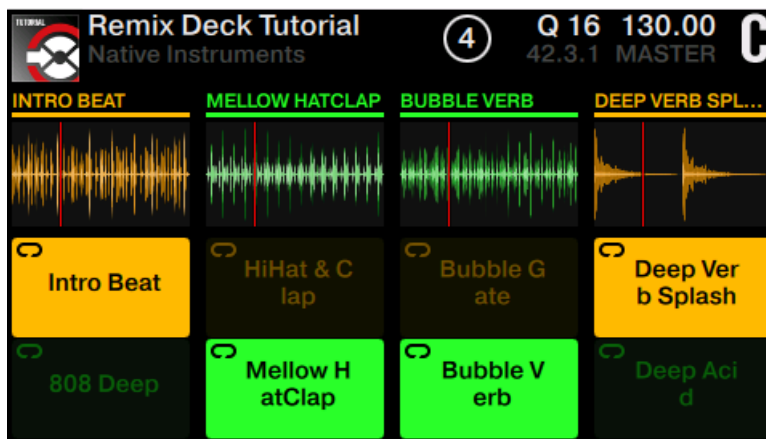 TUTORIAL
Remix Deck Tutorial
Native Instruments
4
Q 16 130.00
42.3.1 MASTER
C
INTRO BEAT
MELLOW HATCLAP
BUBBLE VERB
DEEP VERB SPL...
Intro Beat
HiHat & C
lap
Bubble G
ate
Deep Ver
b Splash
808 Deep
Mellow H
atClap
Bubble V
erb
Deep Aci
d